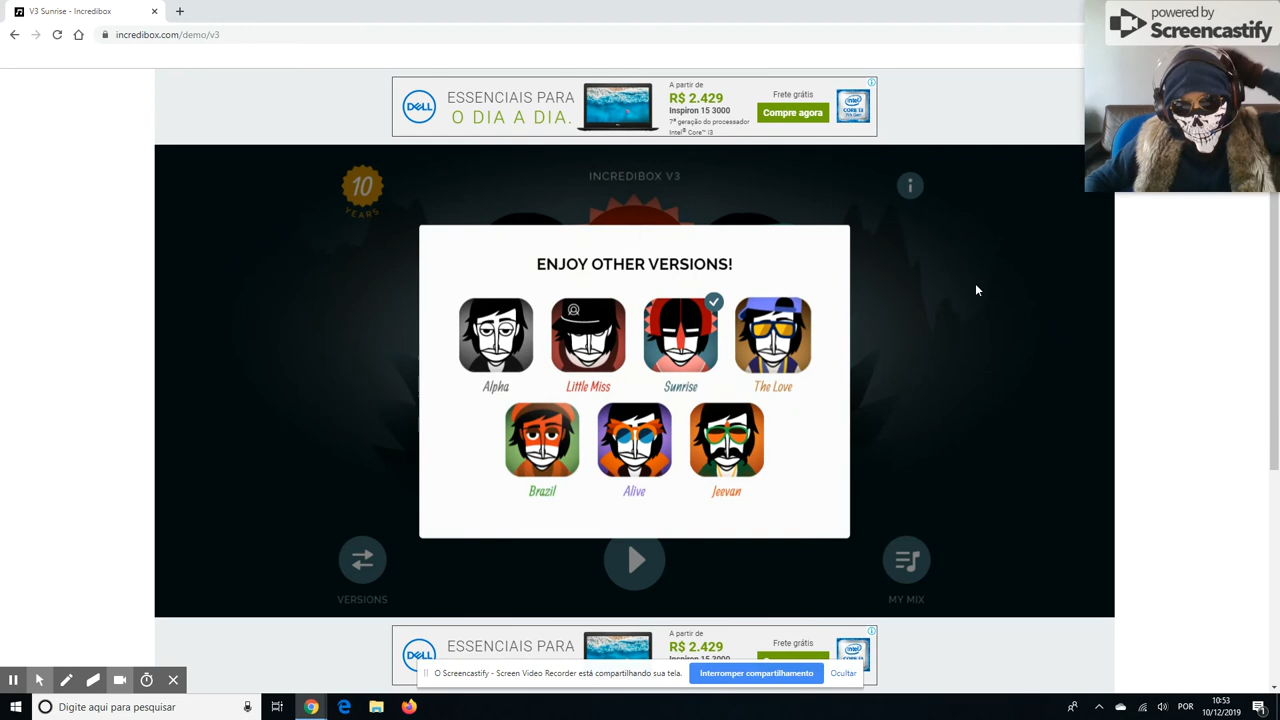 V3 Sunrise - Incredibox
incredibox.com/demo/v3
powered by
Screencastify
DELL
ESSENCIAIS PARA
O DIA A DIA.
A partir de
R$ 2.429
Inspiron 15 3000
7ª geração do processador
Intel® Core™ i3
Frete grátis
Compre agora
10
YEARS
INCREDIBOX V3
i
ENJOY OTHER VERSIONS!
Alpha
Little Miss
Sunrise
The Love
Brazil
Alive
Jeevan
VERSIONS
MY MIX
DELL
ESSENCIAIS PARA
A partir de
R$ 2.429
Inspiron 15 3000
Frete grátis
O Screencastify - Screen Video Recorder está compartilhando sua tela.
Interromper compartilhamento
Ocultar
Digite aqui para pesquisar
POR
10:53
10/12/2019